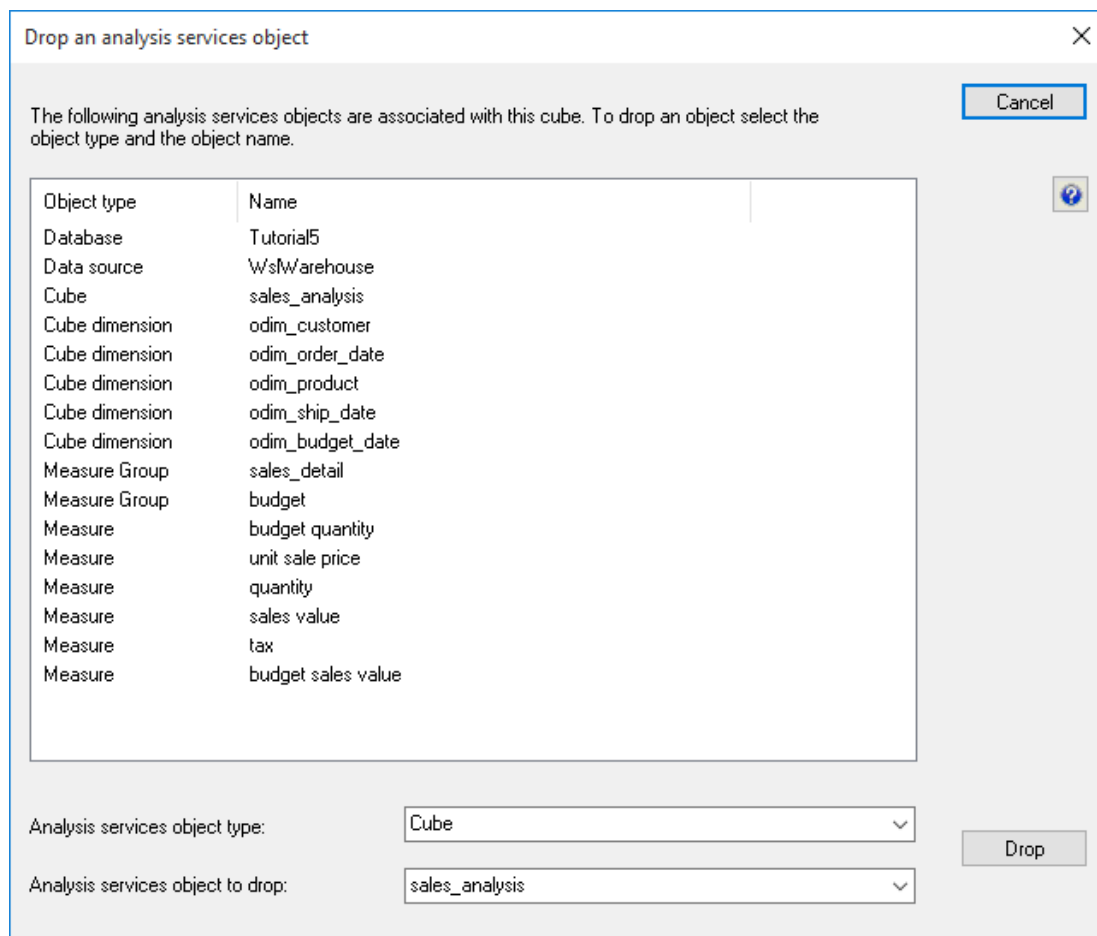 Drop an analysis services object
Cancel
The following analysis services objects are associated with this cube. To drop an object select the
object type and the object name.
Object type Name
Database Tutorial5
Data source WslWarehouse
Cube sales_analysis
Cube dimension odim_customer
Cube dimension odim_order_date
Cube dimension odim_product
Cube dimension odim_ship_date
Cube dimension odim_budget_date
Measure Group sales_detail
Measure Group budget
Measure budget quantity
Measure unit sale price
Measure quantity
Measure sales value
Measure tax
Measure budget sales value
Analysis services object type: Cube
Drop
Analysis services object to drop: sales_analysis